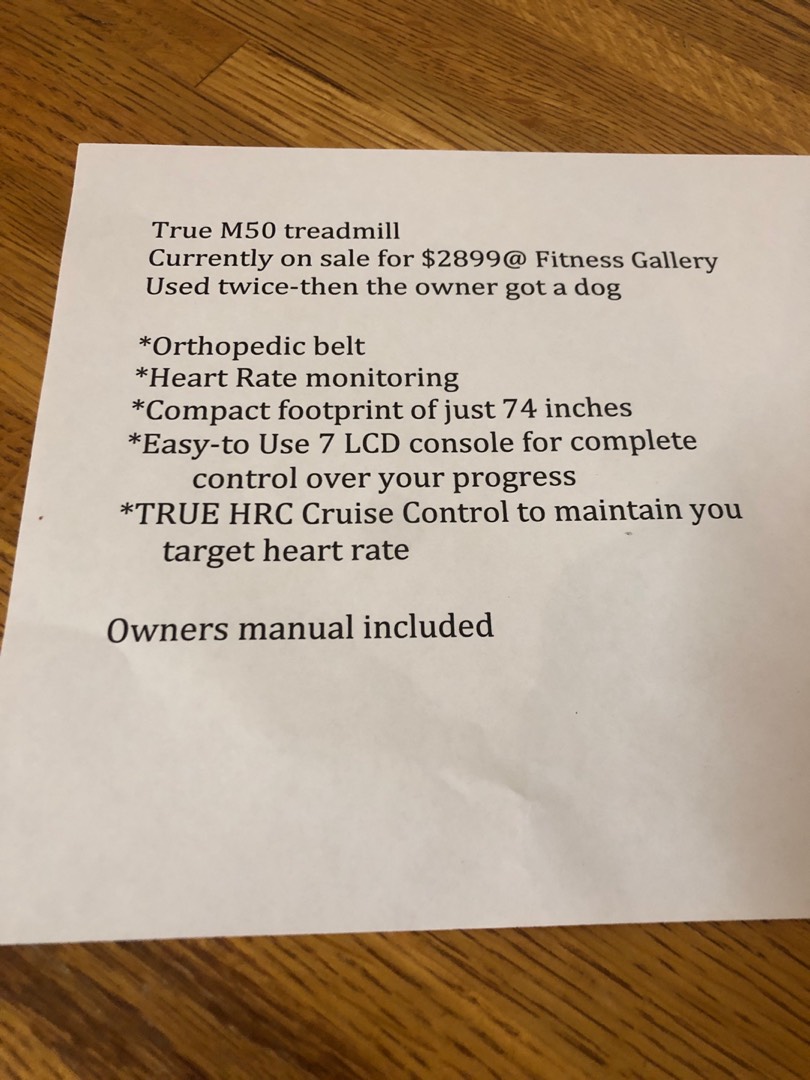 True M50 treadmill
Currently on sale for $2899@ Fitness Gallery
Used twice-then the owner got a dog
*Orthopedic belt
*Heart Rate monitoring
*Compact footprint of just 74 inches
*Easy-to Use 7 LCD console for complete
control over your progress
*TRUE HRC Cruise Control to maintain you
target heart rate
Owners manual included